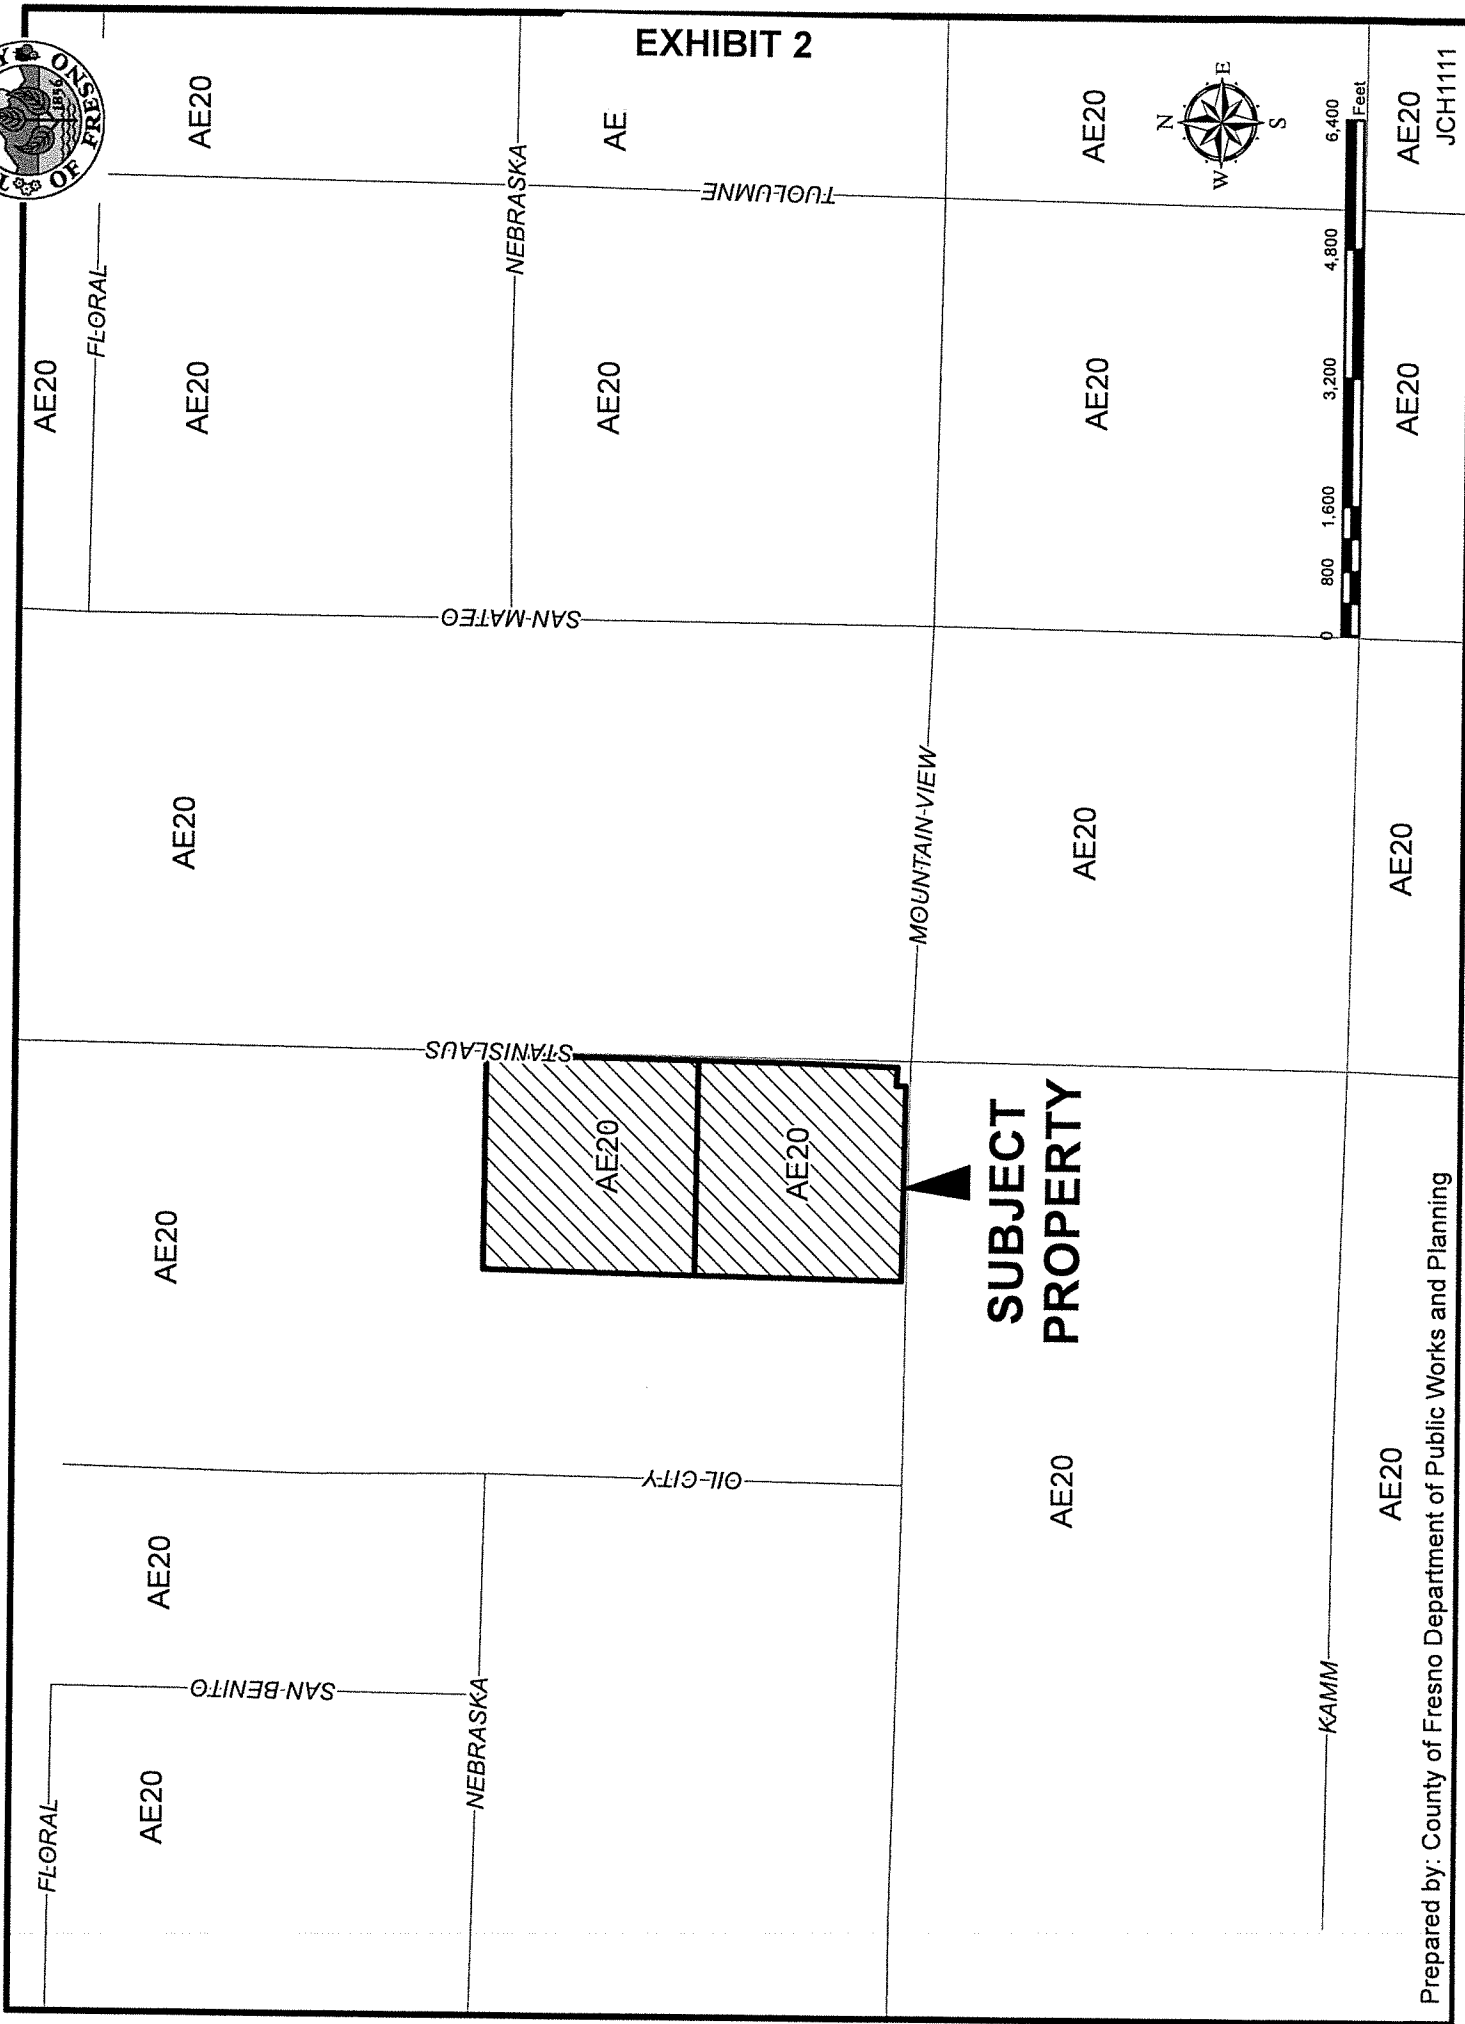 EXHIBIT 2
Y
1856
L OF FRESNO
FLORAL
AE20
FLORAL
AE20
AE20
AE20
AE20
AE20
AE20
SAN BENITO
NEBRASKA
STANISLAUS
SAN MATEO
NEBRASKA
AE20
AE20
AE
OIL CITY
AE20
TUOLUMNE
MOUNTAIN VIEW
SUBJECT
PROPERTY
AE20
AE20
AE20
AE20
N
W
E
S
KAMM
0 800 1,600 3,200 4,800 6,400
Feet
AE20
AE20
AE20
AE20
Prepared by: County of Fresno Department of Public Works and Planning
JCH1111